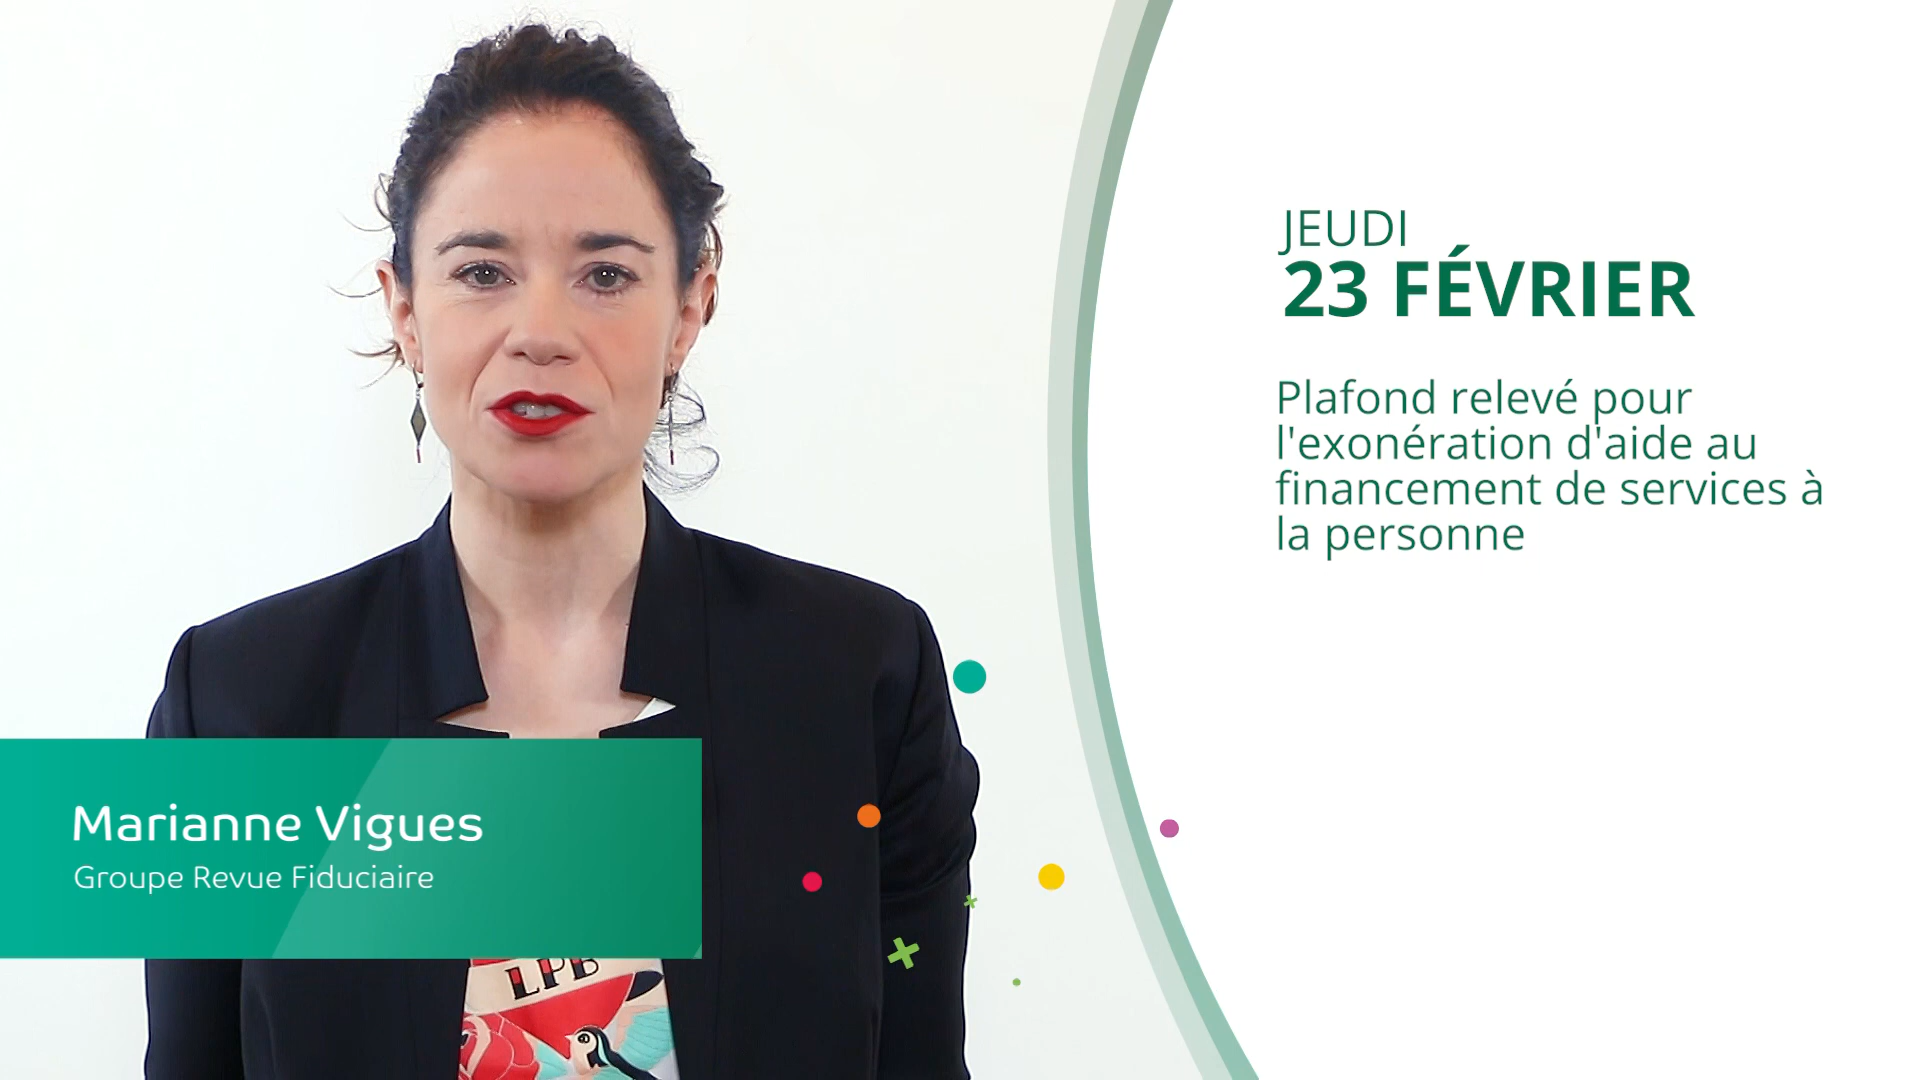 JEUDI
23 FÉVRIER
Plafond relevé pour
l'exonération d'aide au
financement de services à
la personne
Marianne Vigues
Groupe Revue Fiduciaire
LPB